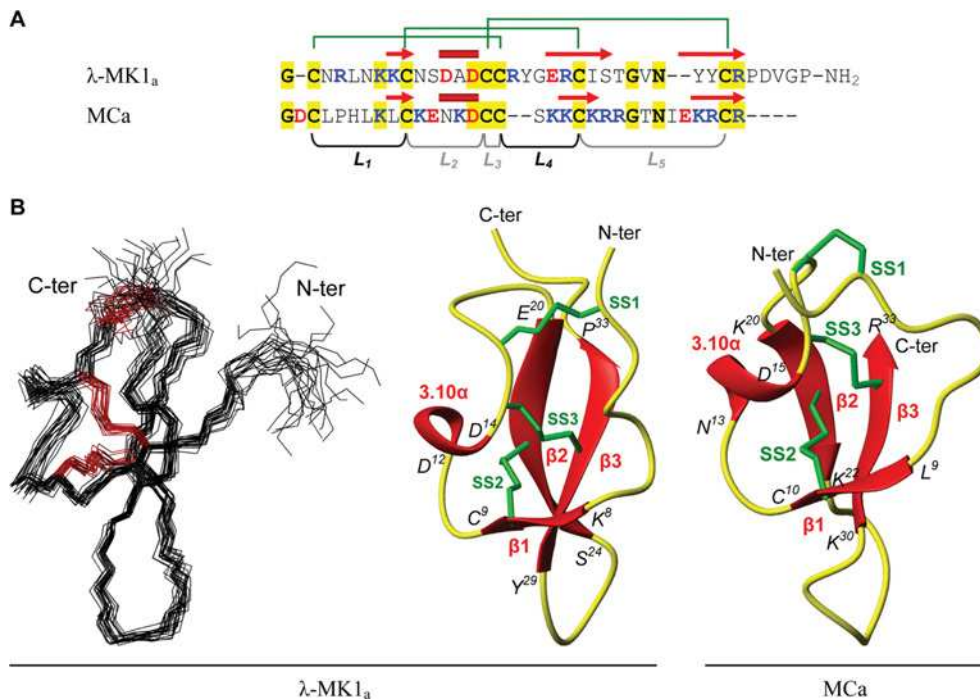 A
λ-MK1ₐ G-CNRLNKKCNSDADCCRYGERCISTGVN--YYCRPDVGP-NH₂
MCa GDCLPHLKLCKENKDCC--SKKCKRRGTNIEKRCR----
L₁ L₂ L₃ L₄ L₅
B
C-ter
N-ter
C-ter
N-ter
E²⁰
SS1
P³³
3.10α
D¹⁴
SS3
D¹²
β2
β3
SS2
C⁹
K⁸
β1
S²⁴
Y²⁹
N-ter
SS1
K²⁰
SS3
R³³
C-ter
3.10α
D¹⁵
β2
β3
N¹³
SS2
K²²
L⁹
C¹⁰
β1
K³⁰
λ-MK1ₐ
MCa